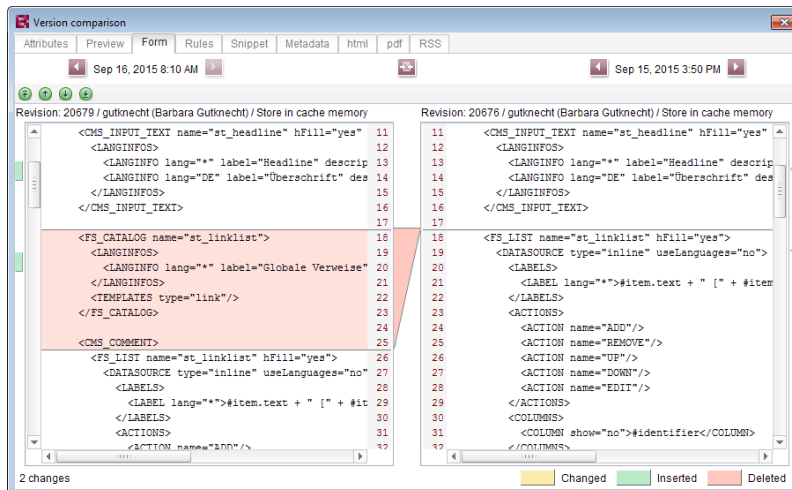 Version comparison
Attributes Preview Form Rules Snippet Metadata html pdf RSS
Sep 16, 2015 8:10 AM Sep 15, 2015 3:50 PM
Revision: 20679 / gutknecht (Barbara Gutknecht) / Store in cache memory
<CMS_INPUT_TEXT name="st_headline" hFill="yes" 11
<LANGINFOS> 12
<LANGINFO lang="*" label="Headline" descrip 13
<LANGINFO lang="DE" label="Überschrift" des 14
</LANGINFOS> 15
</CMS_INPUT_TEXT> 16
17
<FS_CATALOG name="st_linklist"> 18
<LANGINFOS> 19
<LANGINFO lang="*" label="Globale Verweise" 20
</LANGINFOS> 21
<TEMPLATES type="link"/> 22
</FS_CATALOG> 23
24
<CMS_COMMENT> 25
<FS_LIST name="st_linklist" hFill="yes"> 26
<DATASOURCE type="inline" useLanguages="no" 27
<LABELS> 28
<LABEL lang="*">#item.text + " [" + #it 29
</LABELS> 30
<ACTIONS> 31
<ACTION name="ADD"/> 32
Revision: 20676 / gutknecht (Barbara Gutknecht) / Store in cache memory
11 <CMS_INPUT_TEXT name="st_headline" hFill="yes"
12 <LANGINFOS>
13 <LANGINFO lang="*" label="Headline" descrip
14 <LANGINFO lang="DE" label="Überschrift" des
15 </LANGINFOS>
16 </CMS_INPUT_TEXT>
17
18 <FS_LIST name="st_linklist" hFill="yes">
19 <DATASOURCE type="inline" useLanguages="no">
20 <LABELS>
21 <LABEL lang="*">#item.text + " [" + #item
22 </LABELS>
23 <ACTIONS>
24 <ACTION name="ADD"/>
25 <ACTION name="REMOVE"/>
26 <ACTION name="UP"/>
27 <ACTION name="DOWN"/>
28 <ACTION name="EDIT"/>
29 </ACTIONS>
30 <COLUMNS>
31 <COLUMN show="no">#identifier</COLUMN>
32 </COLUMNS>
2 changes Changed Inserted Deleted